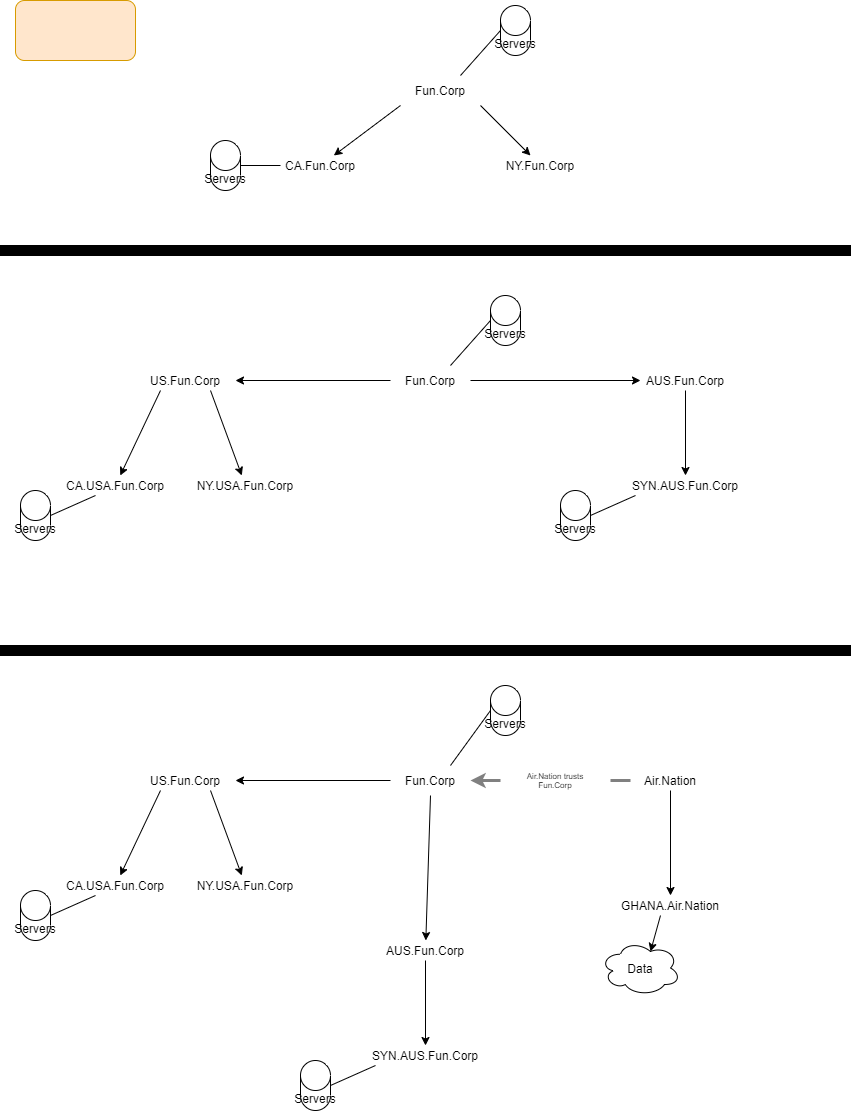 Servers
Fun.Corp
CA.Fun.Corp
NY.Fun.Corp
Servers
Servers
US.Fun.Corp
Fun.Corp
AUS.Fun.Corp
CA.USA.Fun.Corp
NY.USA.Fun.Corp
SYN.AUS.Fun.Corp
Servers
Servers
Servers
US.Fun.Corp
Fun.Corp
Air.Nation trusts
Fun.Corp
Air.Nation
CA.USA.Fun.Corp
NY.USA.Fun.Corp
GHANA.Air.Nation
Servers
AUS.Fun.Corp
Data
SYN.AUS.Fun.Corp
Servers